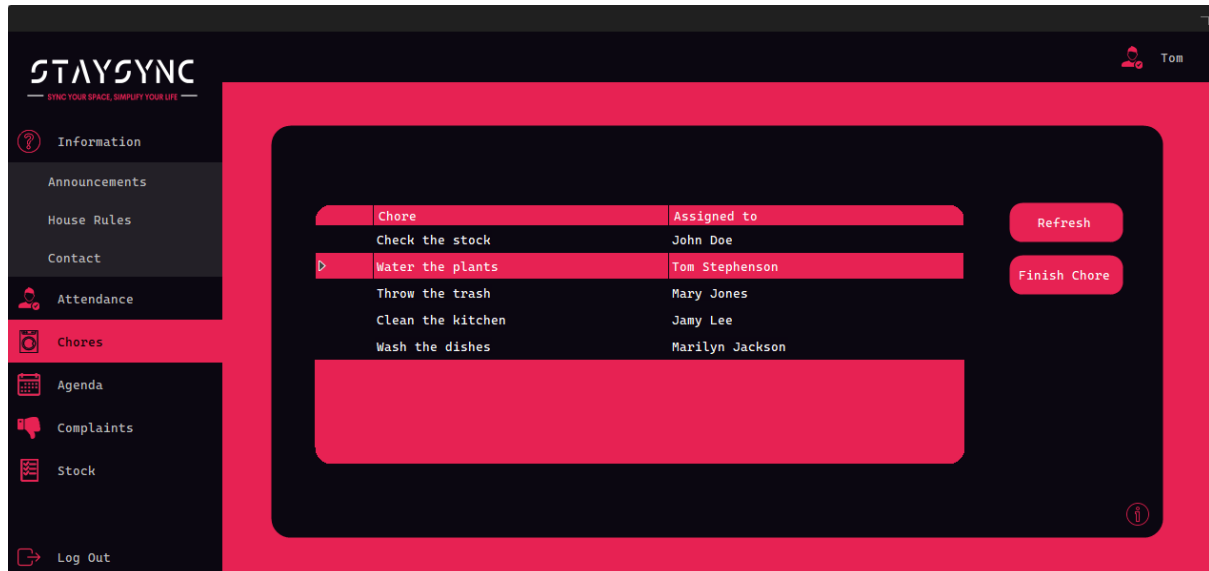 STAYSYNC
SYNC YOUR SPACE, SIMPLIFY YOUR LIFE
Tom
Information
Announcements
House Rules
Contact
Attendance
Chores
Agenda
Complaints
Stock
Log Out
Chore Assigned to
Check the stock John Doe
Water the plants Tom Stephenson
Throw the trash Mary Jones
Clean the kitchen Jamy Lee
Wash the dishes Marilyn Jackson
Refresh
Finish Chore